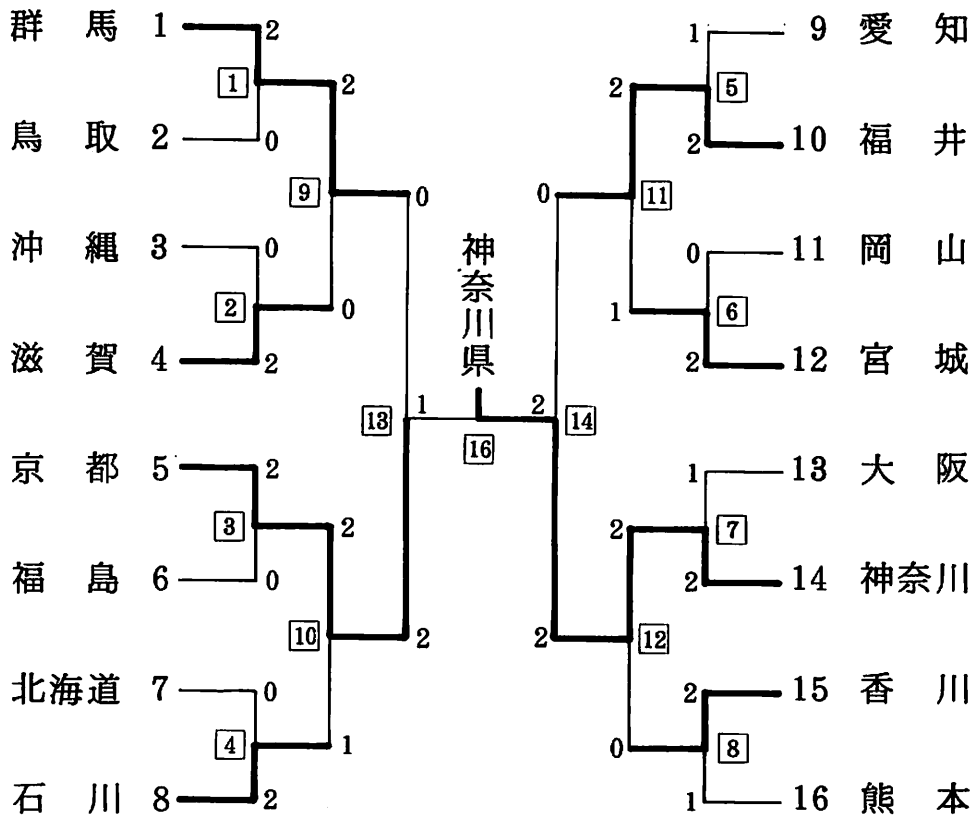 群馬 1 2
1 2
鳥取 2 0
9 0
沖縄 3 0
2 0
滋賀 4 2
13 1
京都 5 2
3 2
福島 6 0
10 2
北海道 7 0
4 1
石川 8 2
神奈川県
16
1 9 愛知
2 5
2 10 福井
0 11
0 11 岡山
1 6
2 12 宮城
2 14
1 13 大阪
2 7
2 14 神奈川
2 12
2 15 香川
0 8
1 16 熊本